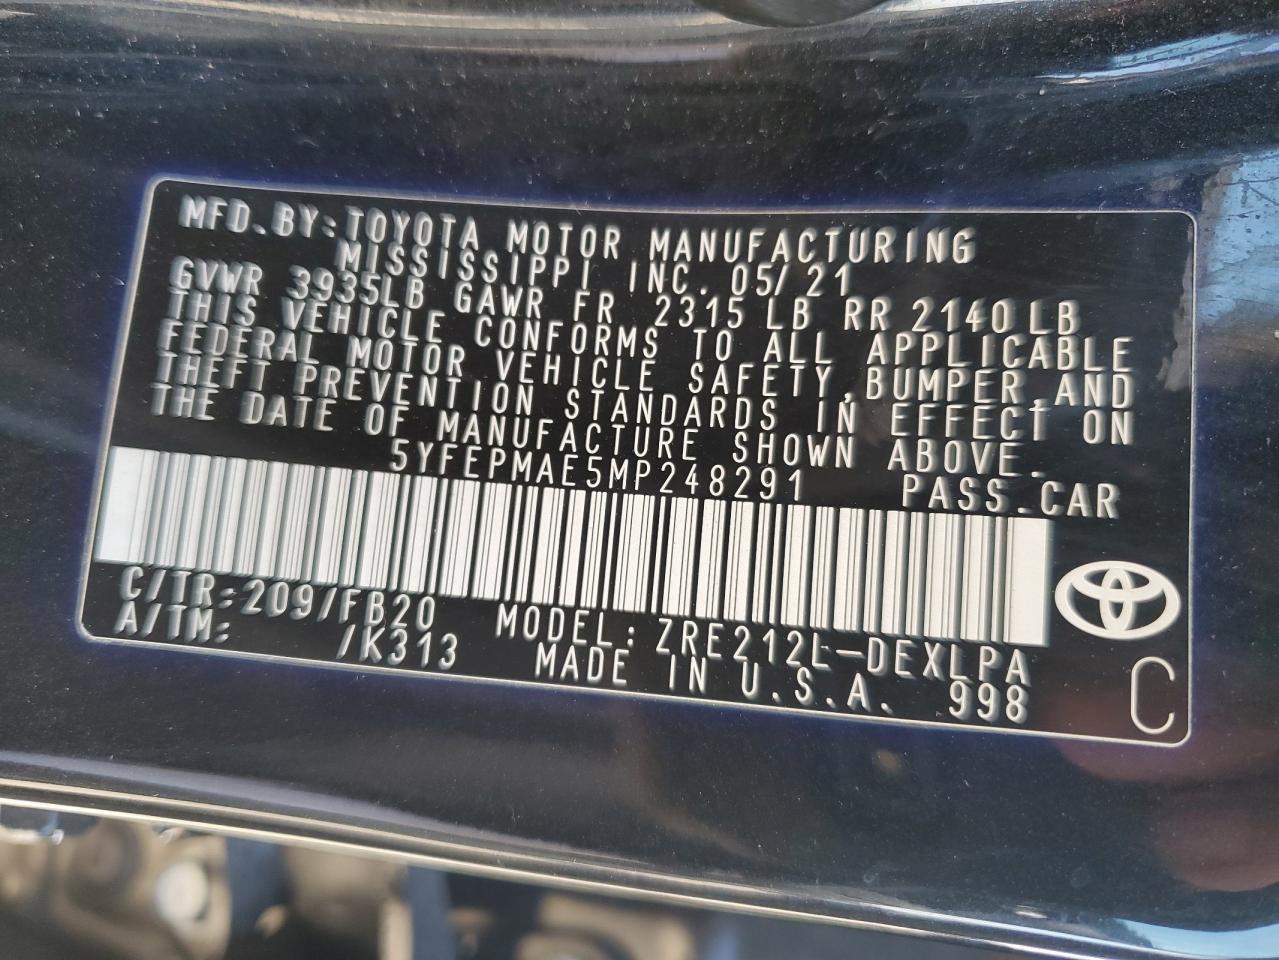 MFD.BY:TOYOTA MOTOR MANUFACTURING
MISSISSIPPI INC. 05/21
GVWR 3935LB GAWR FR 2315 LB RR 2140 LB
THIS VEHICLE CONFORMS TO ALL APPLICABLE
FEDERAL MOTOR VEHICLE SAFETY,BUMPER,AND
THEFT PREVENTION STANDARDS IN EFFECT ON
THE DATE OF MANUFACTURE SHOWN ABOVE.
5YFEPMAE5MP248291 PASS.CAR
C/TR:209/FB20 MODEL:ZRE212L-DEXLPA
A/TM: /K313 MADE IN U.S.A. 998
C